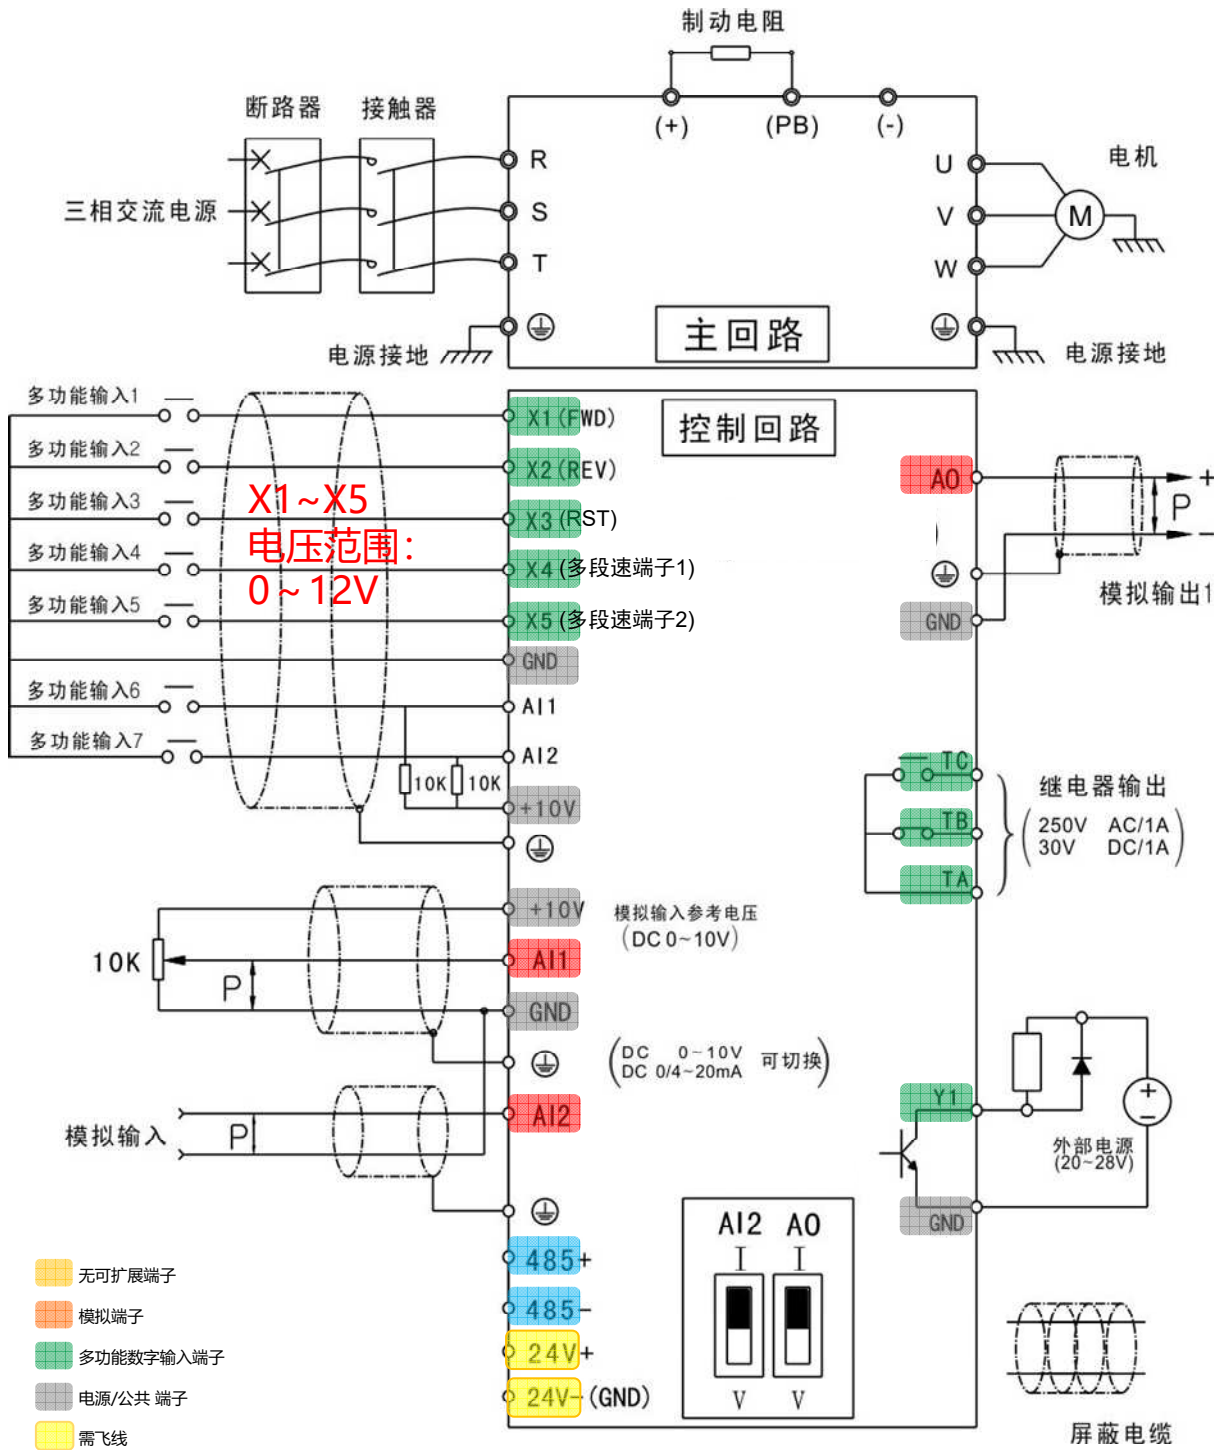 制动电阻
断路器 接触器
(+) (PB) (-)
R
S
T
三相交流电源
U
V
W
电机
M
主回路
电源接地
电源接地
控制回路
多功能输入1
多功能输入2
多功能输入3
多功能输入4
多功能输入5
多功能输入6
多功能输入7
X1~X5
电压范围：
0~12V
X1(FWD)
X2(REV)
X3(RST)
X4(多段速端子1)
X5(多段速端子2)
GND
AI1
AI2
10K 10K
+10V
AO
GND
+
P
−
模拟输出1
TC
TB
TA
继电器输出
250V AC/1A
30V DC/1A
10K
P
+10V
AI1
GND
模拟输入参考电压
(DC 0~10V)
DC 0~10V
DC 0/4~20mA
可切换
AI2
模拟输入
P
Y1
GND
+
−
外部电源
(20~28V)
485+
485-
24V+
24V-(GND)
AI2 AO
I I
V V
屏蔽电缆
无可扩展端子
模拟端子
多功能数字输入端子
电源/公共 端子
需飞线